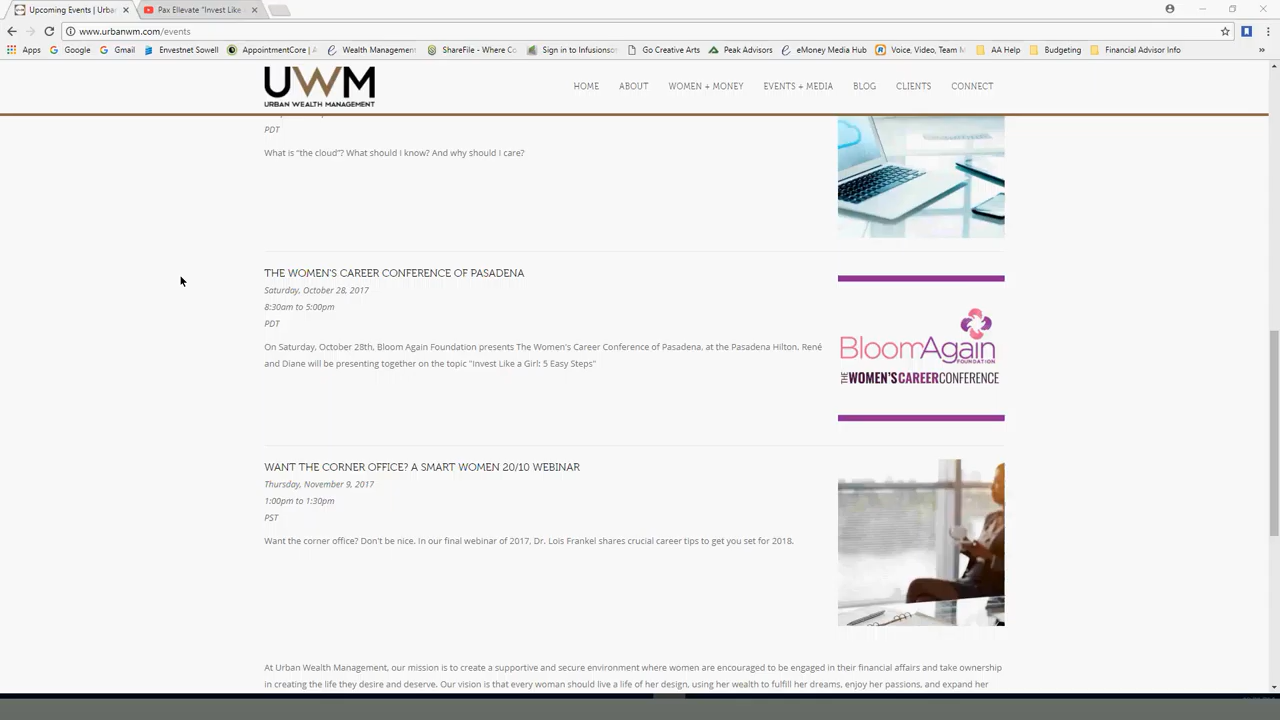 Upcoming Events | Urba
Pax Ellevate "Invest Like
www.urbanwm.com/events
Apps Google Gmail Envestnet Sowell AppointmentCore | A Wealth Management ShareFile - Where Co Sign in to Infusionso Go Creative Arts Peak Advisors eMoney Media Hub Voice, Video, Team M AA Help Budgeting Financial Advisor Info »
UWM
URBAN WEALTH MANAGEMENT
HOME ABOUT WOMEN + MONEY EVENTS + MEDIA BLOG CLIENTS CONNECT
PDT
What is "the cloud"? What should I know? And why should I care?
THE WOMEN'S CAREER CONFERENCE OF PASADENA
Saturday, October 28, 2017
8:30am to 5:00pm
PDT
On Saturday, October 28th, Bloom Again Foundation presents The Women's Career Conference of Pasadena, at the Pasadena Hilton. René
and Diane will be presenting together on the topic "Invest Like a Girl: 5 Easy Steps"
BloomAgain
FOUNDATION
THE WOMEN'SCAREERCONFERENCE
WANT THE CORNER OFFICE? A SMART WOMEN 20/10 WEBINAR
Thursday, November 9, 2017
1:00pm to 1:30pm
PST
Want the corner office? Don't be nice. In our final webinar of 2017, Dr. Lois Frankel shares crucial career tips to get you set for 2018.
At Urban Wealth Management, our mission is to create a supportive and secure environment where women are encouraged to be engaged in their financial affairs and take ownership
in creating the life they desire and deserve. Our vision is that every woman should live a life of her design, using her wealth to fulfill her dreams, enjoy her passions, and expand her